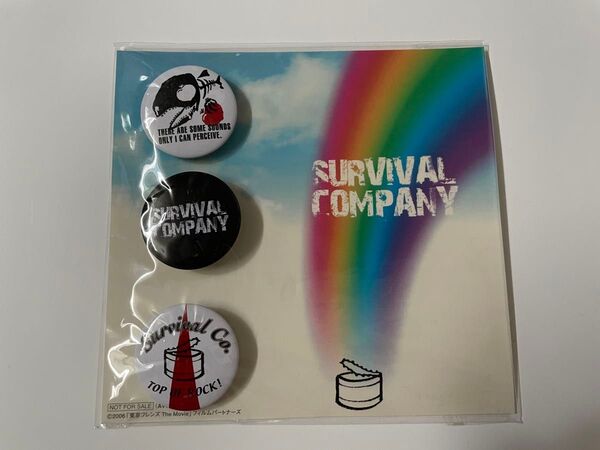 THERE ARE SOME SOUNDS
ONLY I CAN PERCEIVE.
SURVIVAL
COMPANY
SURVIVAL
COMPANY
Survival Co.
TOP OF ROCK!
NOT FOR SALE
©2006「東京フレンズ The Movie」フィルムパートナーズ